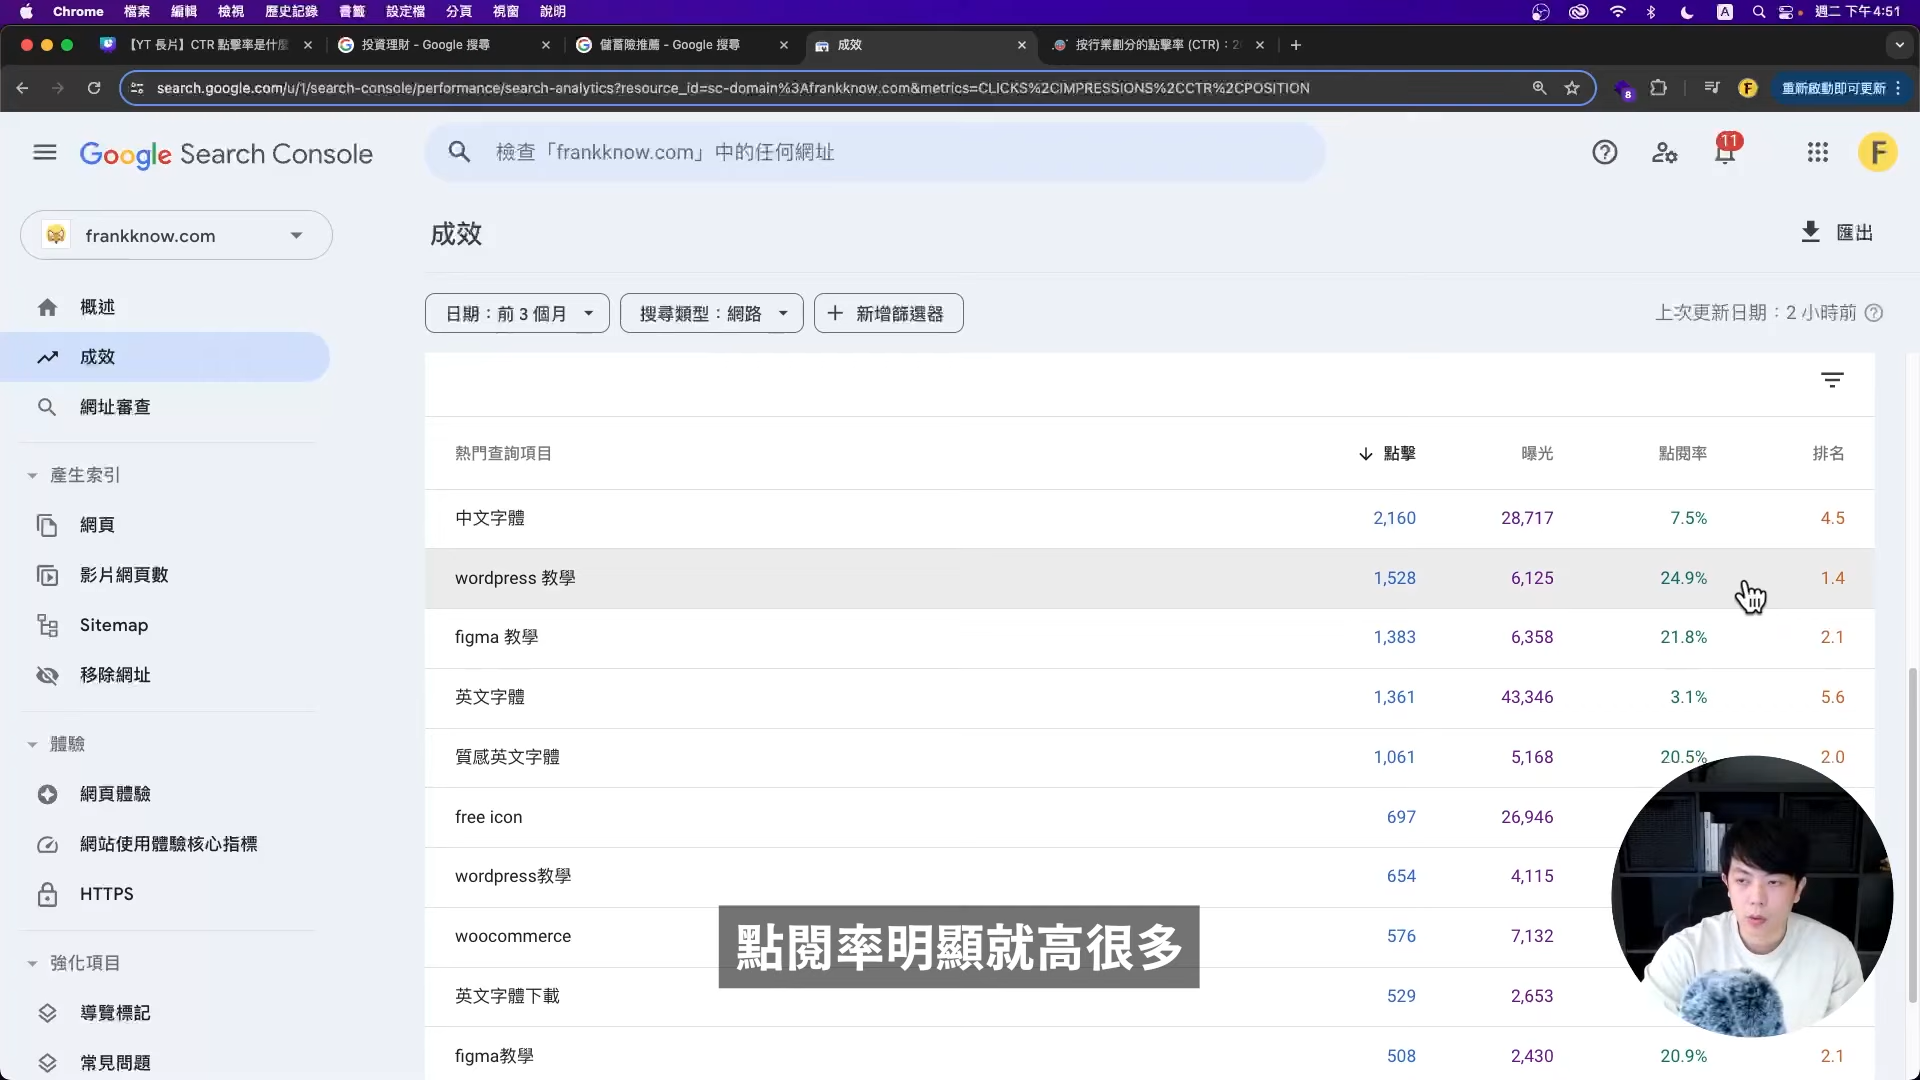 Chrome 檔案 編輯 檢視 歷史記錄 書籤 設定檔 分頁 視窗 說明
A 週二 下午4:51
【YT 長片】CTR 點擊率是什麼
投資理財 - Google 搜尋
儲蓄險推薦 - Google 搜尋
成效
按行業劃分的點擊率 (CTR)：2
search.google.com/u/1/search-console/performance/search-analytics?resource_id=sc-domain%3Afrankknow.com&metrics=CLICKS%2CIMPRESSIONS%2CCTR%2CPOSITION
8
F
重新啟動即可更新
Google Search Console
檢查「frankknow.com」中的任何網址
11
F
frankknow.com
成效
匯出
概述
日期：前 3 個月
搜尋類型：網路
新增篩選器
上次更新日期：2 小時前
成效
網址審查
產生索引
網頁
影片網頁數
Sitemap
移除網址
體驗
網頁體驗
網站使用體驗核心指標
HTTPS
強化項目
導覽標記
常見問題
熱門查詢項目 點擊 曝光 點閱率 排名
中文字體 2,160 28,717 7.5% 4.5
wordpress 教學 1,528 6,125 24.9% 1.4
figma 教學 1,383 6,358 21.8% 2.1
英文字體 1,361 43,346 3.1% 5.6
質感英文字體 1,061 5,168 20.5% 2.0
free icon 697 26,946
wordpress教學 654 4,115
woocommerce 576 7,132
英文字體下載 529 2,653
figma教學 508 2,430 20.9% 2.1
點閱率明顯就高很多